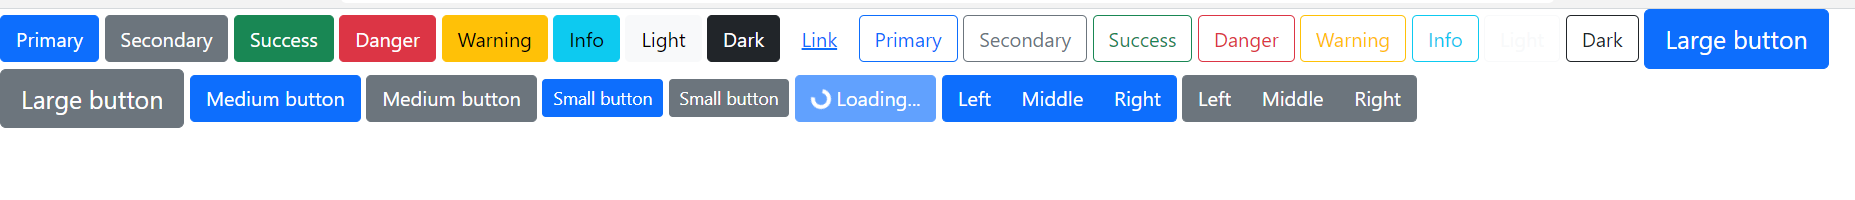 Primary Secondary Success Danger Warning Info Light Dark Link Primary Secondary Success Danger Warning Info Light Dark Large button
Large button Medium button Medium button Small button Small button Loading... Left Middle Right Left Middle Right